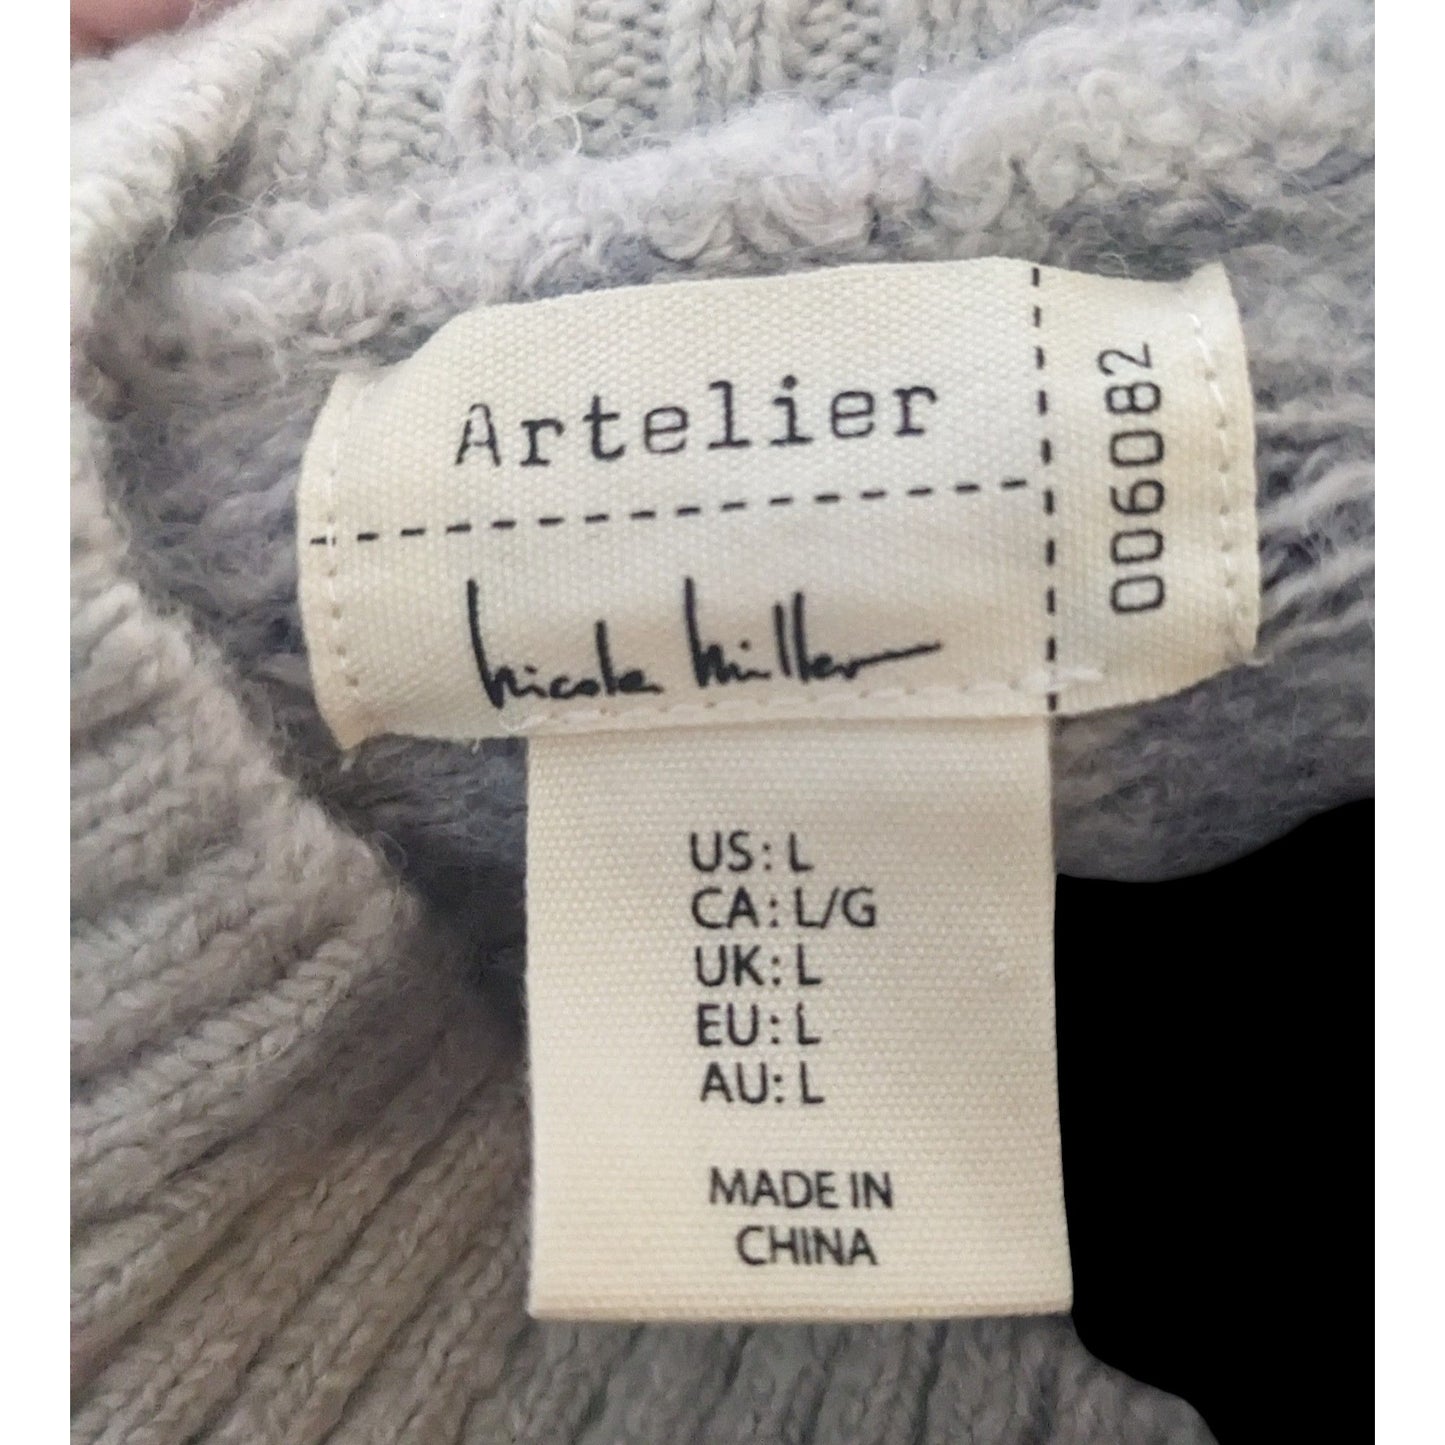 Artelier
nicole miller
006082
US: L
CA: L/G
UK: L
EU: L
AU: L
MADE IN
CHINA